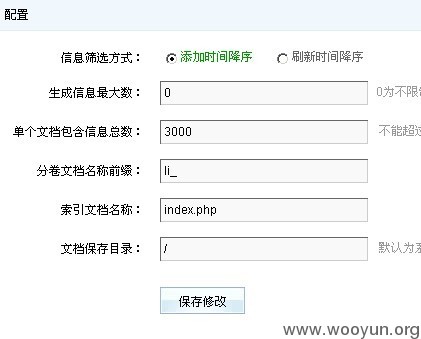 配置
信息筛选方式： 添加时间降序 刷新时间降序
生成信息最大数： 0 0为不限
单个文档包含信息总数： 3000 不能超
分卷文档名称前缀： li_
索引文档名称： index.php
文档保存目录： / 默认为
保存修改
www.wooyun.org